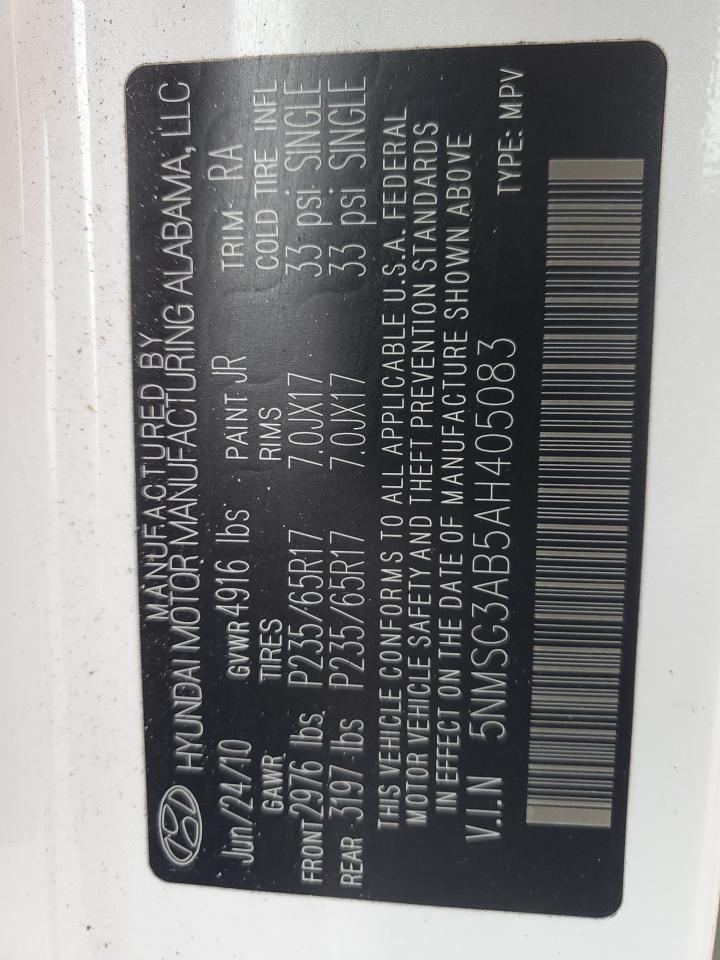 MANUFACTURED BY
HYUNDAI MOTOR MANUFACTURING ALABAMA, LLC
Jun/24/10 GVWR 4916 lbs PAINT: JR TRIM: RA
GAWR TIRES RIMS COLD TIRE INFL
FRONT 2976 lbs P235/65R17 7.0JX17 33 psi SINGLE
REAR 3197 lbs P235/65R17 7.0JX17 33 psi SINGLE
THIS VEHICLE CONFORMS TO ALL APPLICABLE U.S.A. FEDERAL
MOTOR VEHICLE SAFETY AND THEFT PREVENTION STANDARDS
IN EFFECT ON THE DATE OF MANUFACTURE SHOWN ABOVE
V.I.N 5NMSG3AB5AH405083 TYPE: MPV